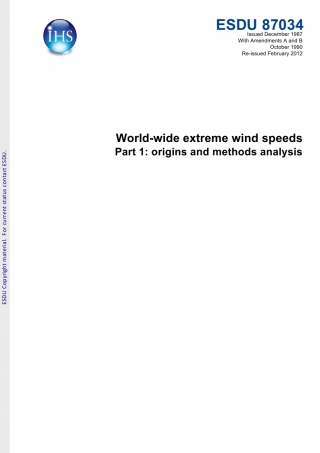 IHS
ESDU 87034
Issued December 1987
With Amendments A and B
October 1990
Re-issued February 2012
World-wide extreme wind speeds
Part 1: origins and methods analysis
ESDU Copyright material. For current status contact ESDU.